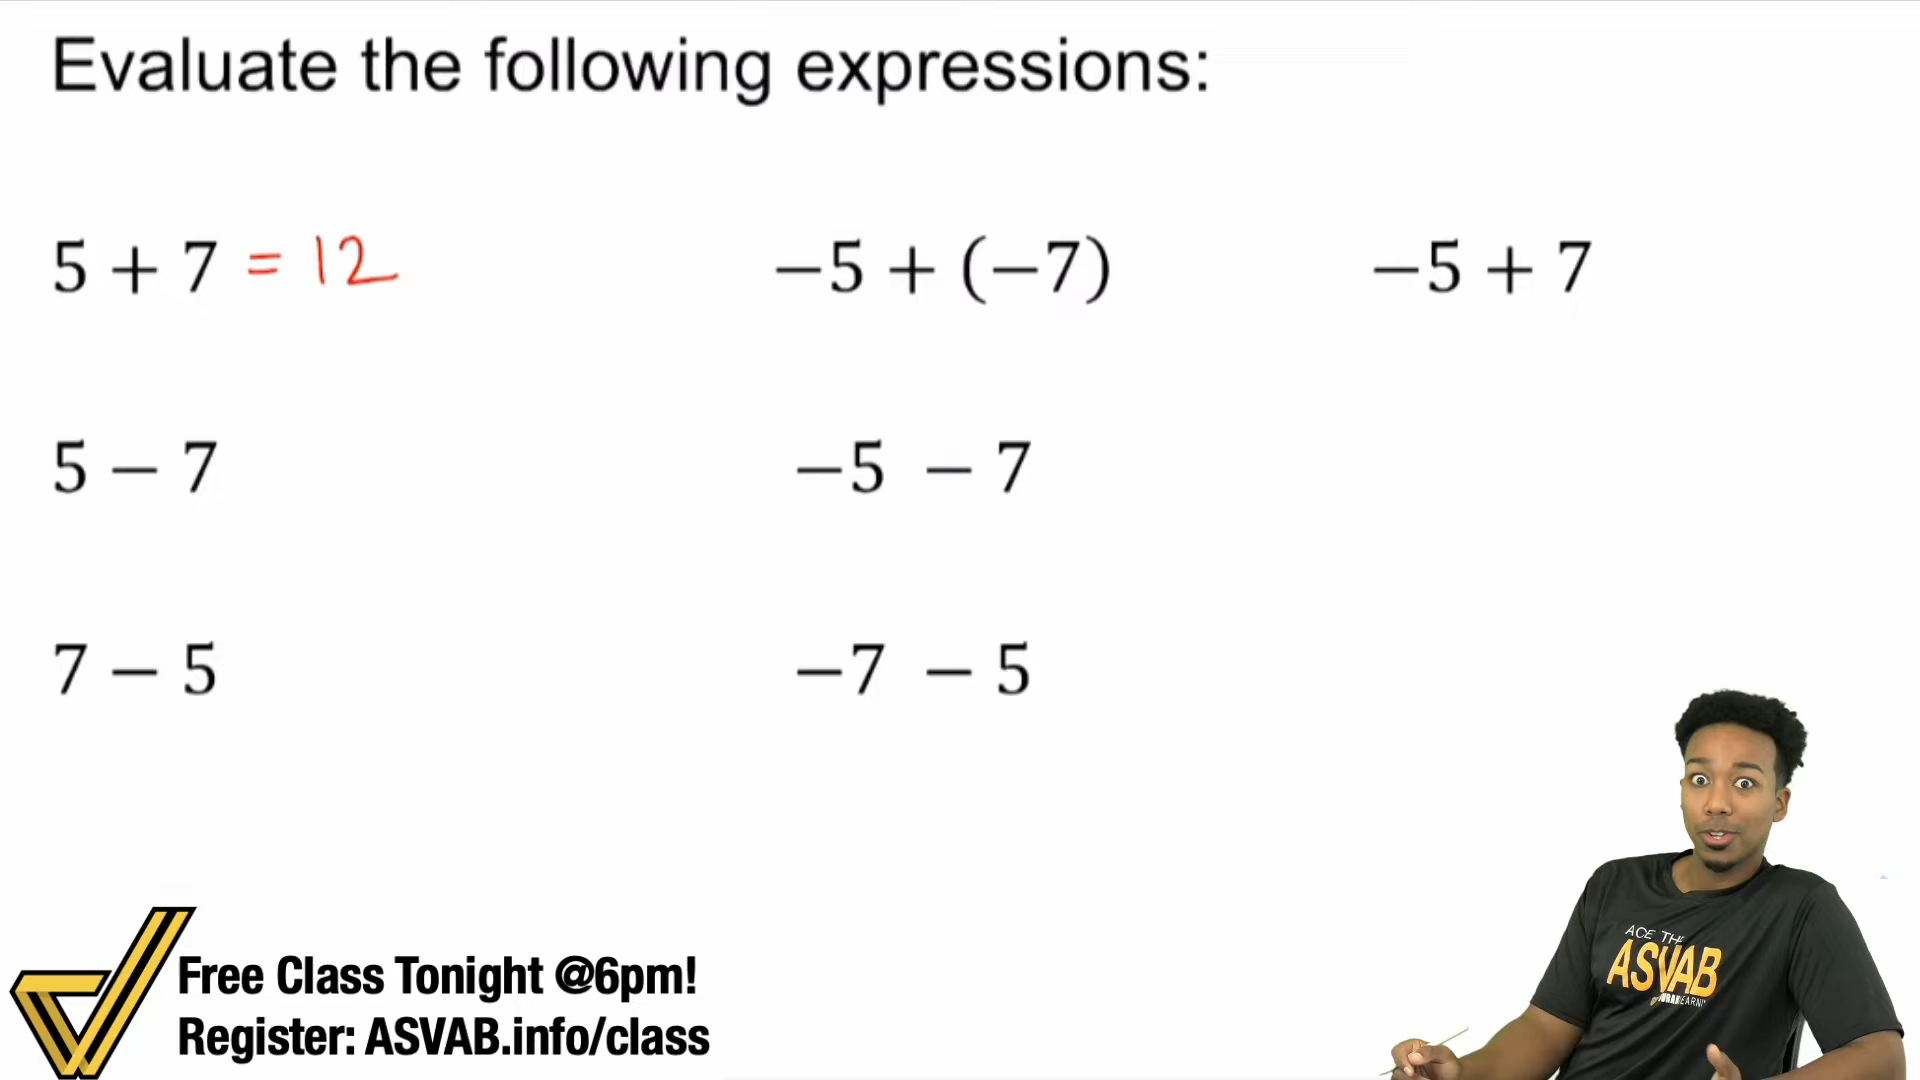 Evaluate the following expressions:
5 + 7 = 12
−5 + (−7)
−5 + 7
5 − 7
−5 − 7
7 − 5
−7 − 5
ACE THE
ASVAB
Free Class Tonight @6pm!
Register: ASVAB.info/class